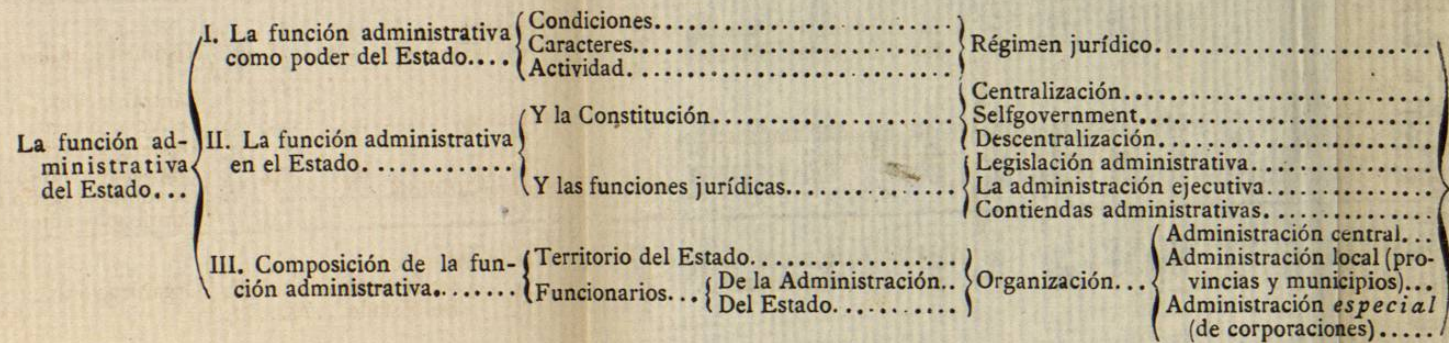 La función ad-
ministrativa
del Estado...
I. La función administrativa
como poder del Estado....
Condiciones............................
Caracteres............................
Actividad............................
Régimen jurídico........................
II. La función administrativa
en el Estado.............
Y la Constitución.......................
Centralización...........................
Selfgovernment..........................
Descentralización........................
Y las funciones jurídicas................
Legislación administrativa................
La administración ejecutiva...............
Contiendas administrativas...............
III. Composición de la fun-
ción administrativa........
Territorio del Estado...................
Funcionarios...
De la Administración..
Del Estado............
Organización...
Administración central...
Administración local (pro-
vincias y municipios)...
Administración especial
(de corporaciones).....